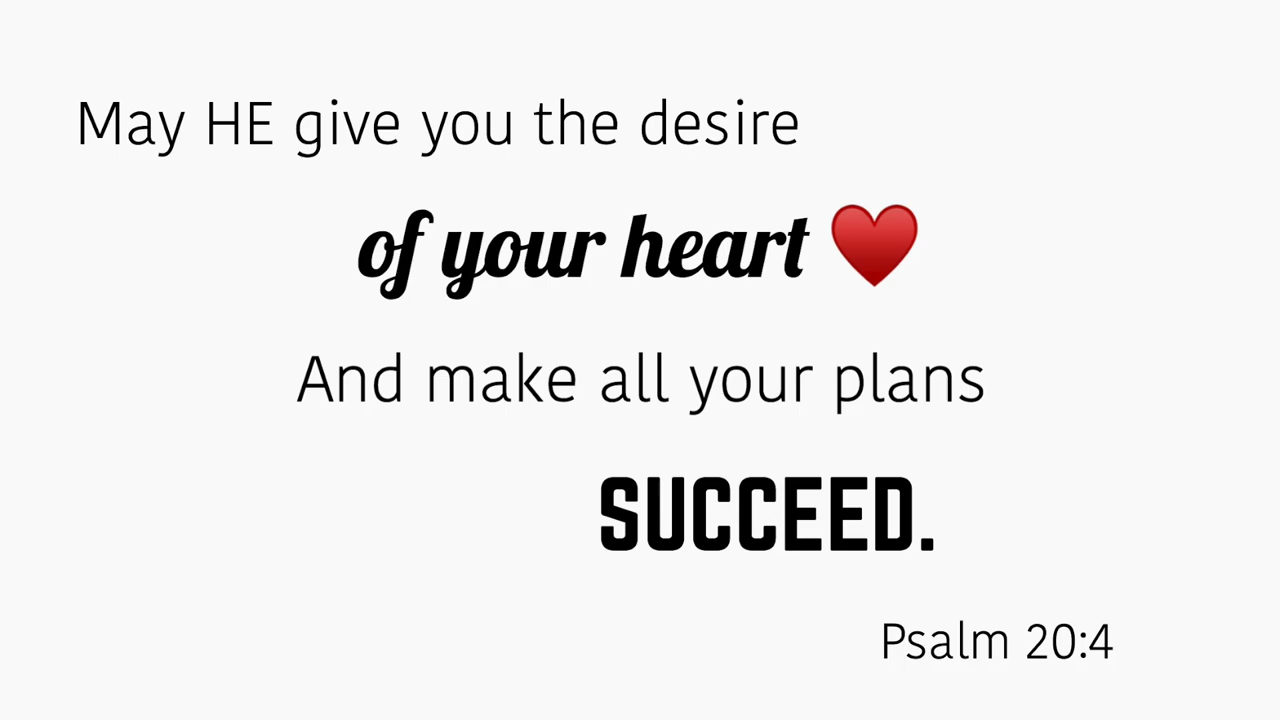 May HE give you the desire
of your heart ♥️
And make all your plans
SUCCEED.
Psalm 20:4